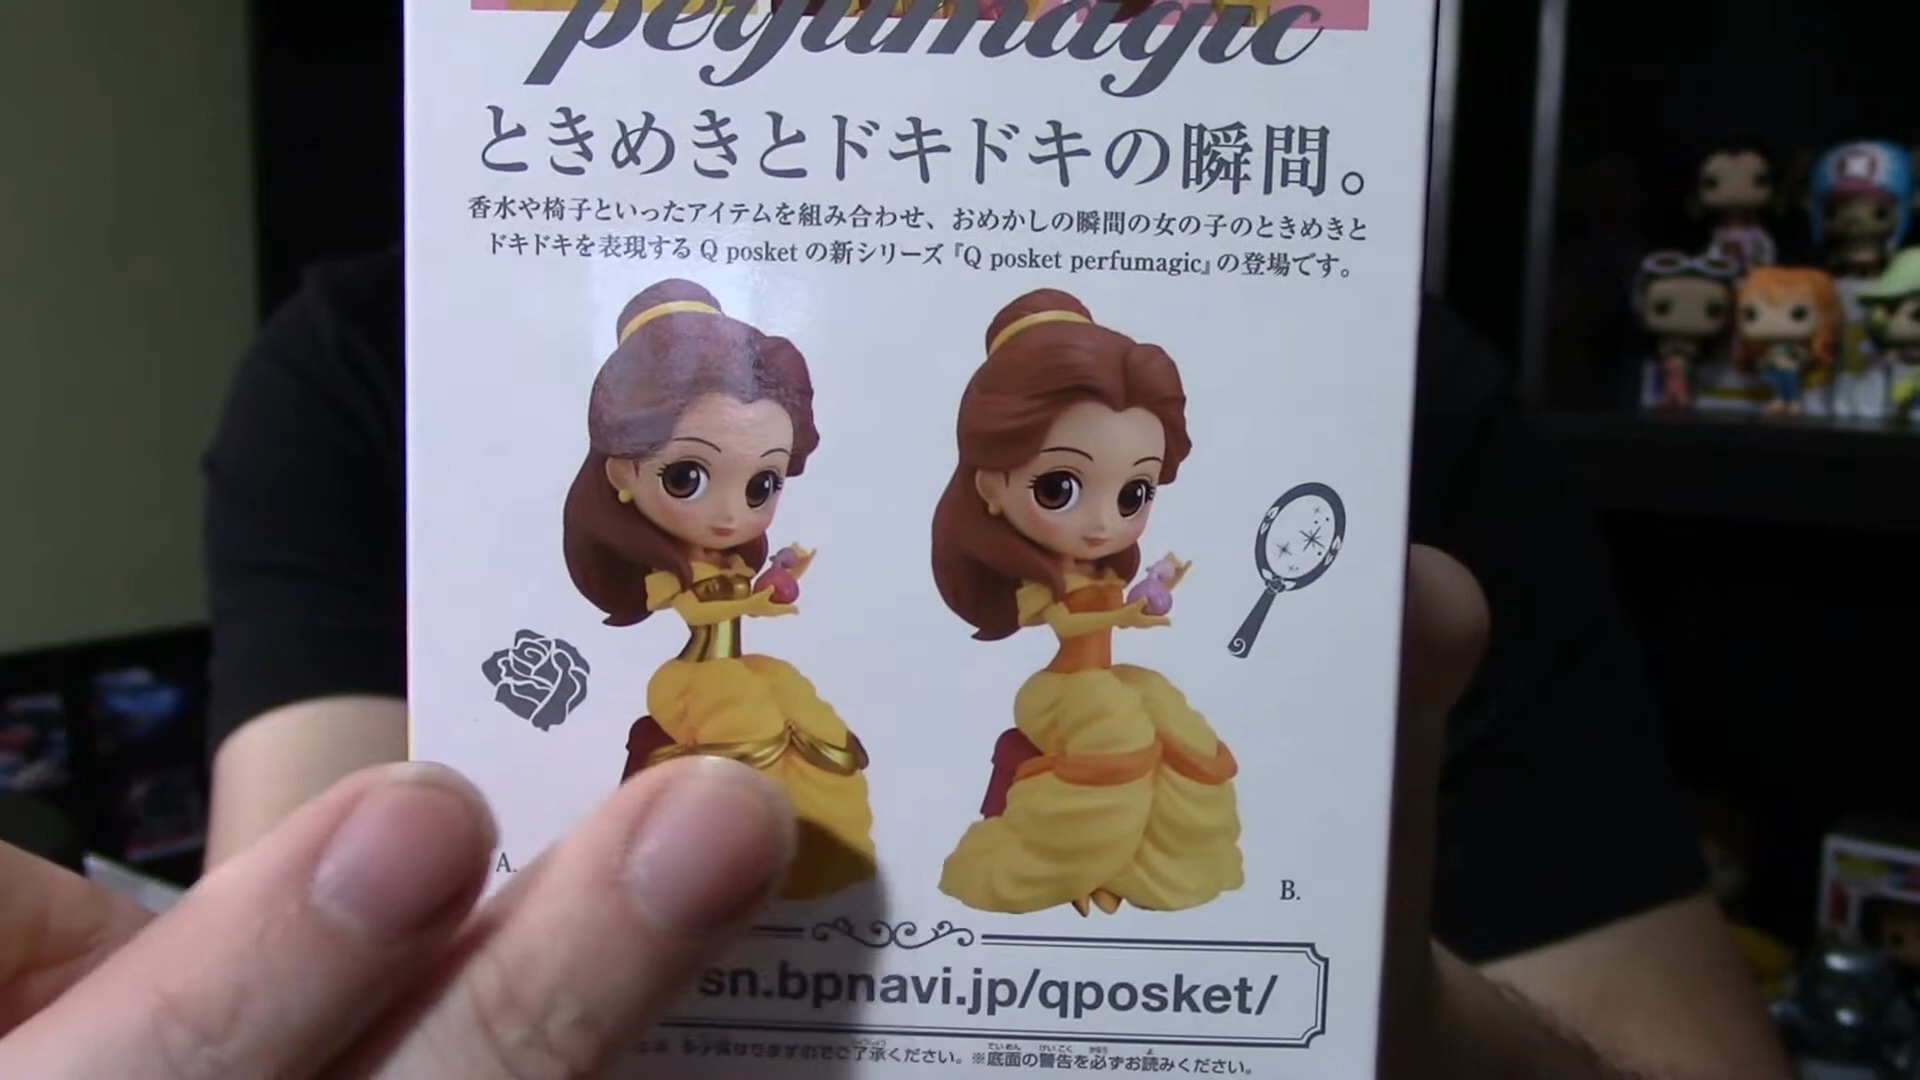 perfumagic
ときめきとドキドキの瞬間。
香水や椅子といったアイテムを組み合わせ、おめかしの瞬間の女の子のときめきと
ドキドキを表現する Q posket の新シリーズ『Q posket perfumagic』の登場です。
A.
B.
sn.bpnavi.jp/qposket/
了承ください。※底面の警告を必ずお読みください。